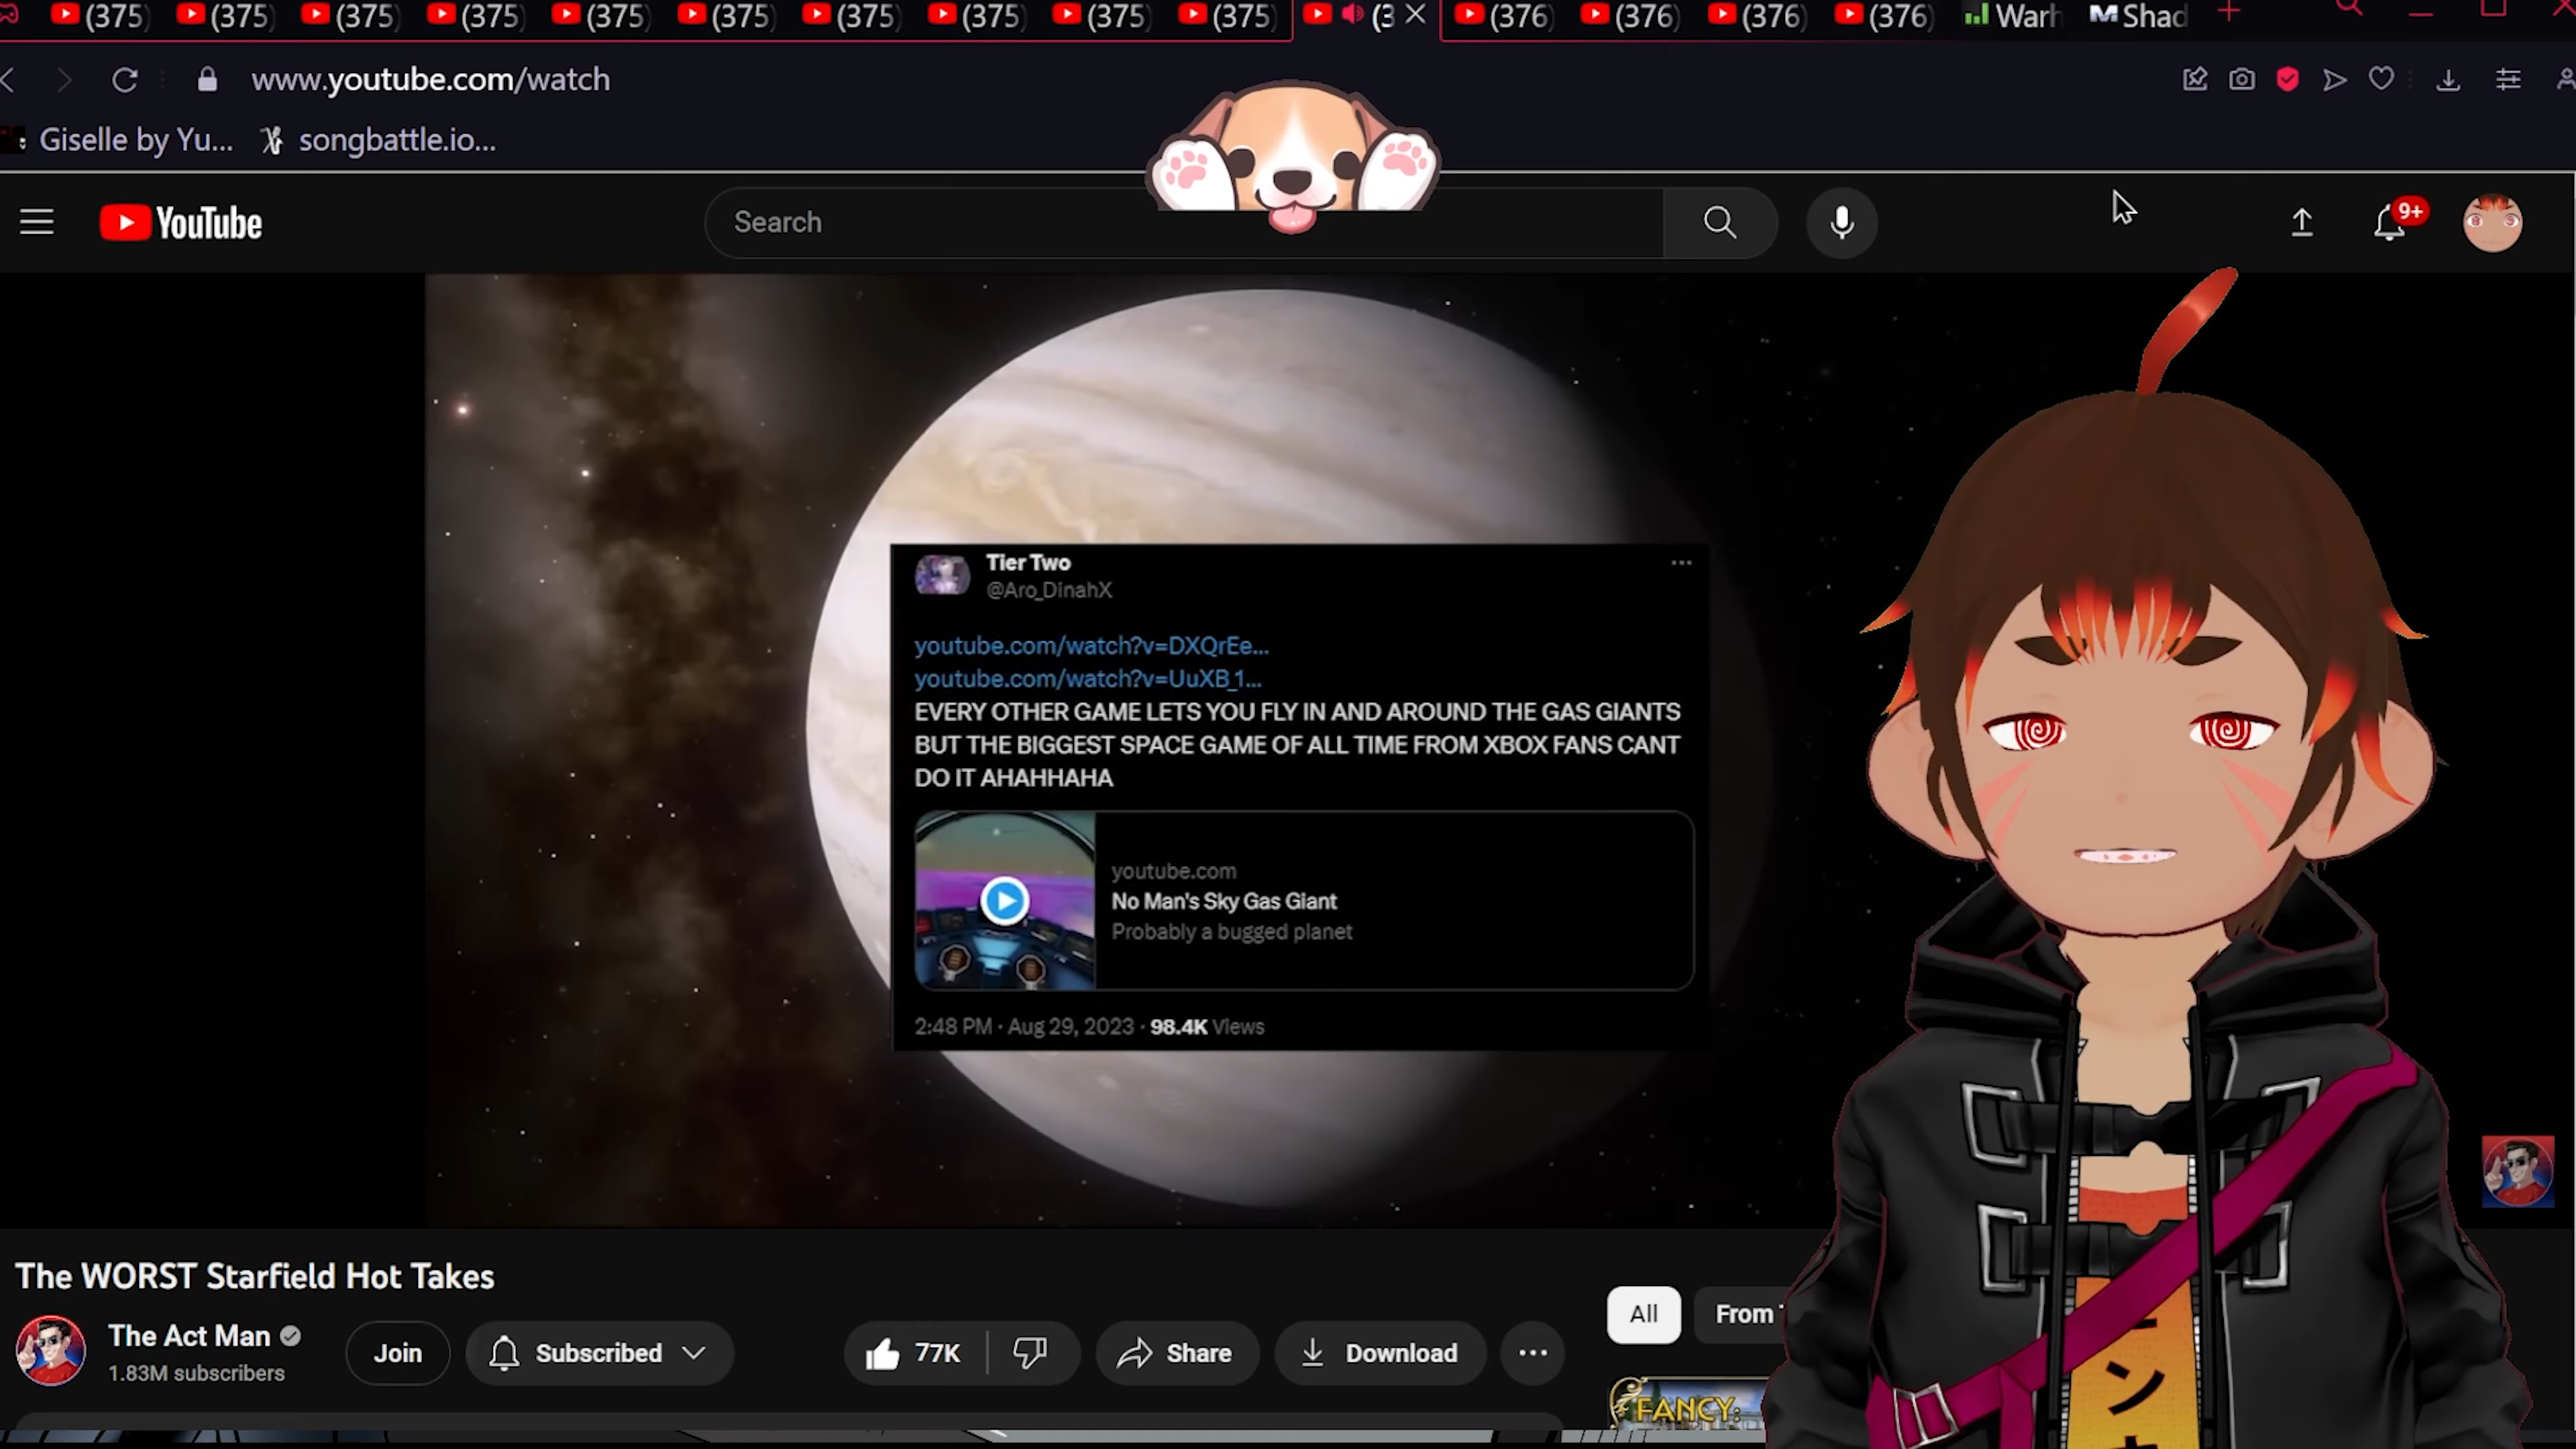 (375) (375) (375) (375) (375) (375) (375) (375) (375) (375) (3 (376) (376) (376) (376) Warh Shad
www.youtube.com/watch
Giselle by Yu... songbattle.io...
YouTube Search 9+
Tier Two
@Aro_DinahX
youtube.com/watch?v=DXQrEe...
youtube.com/watch?v=UuXB_1...
EVERY OTHER GAME LETS YOU FLY IN AND AROUND THE GAS GIANTS
BUT THE BIGGEST SPACE GAME OF ALL TIME FROM XBOX FANS CANT
DO IT AHAHHAHA
youtube.com
No Man's Sky Gas Giant
Probably a bugged planet
2:48 PM · Aug 29, 2023 · 98.4K Views
The WORST Starfield Hot Takes
The Act Man
1.83M subscribers
Join Subscribed 77K Share Download
All From
FANCY:
ン